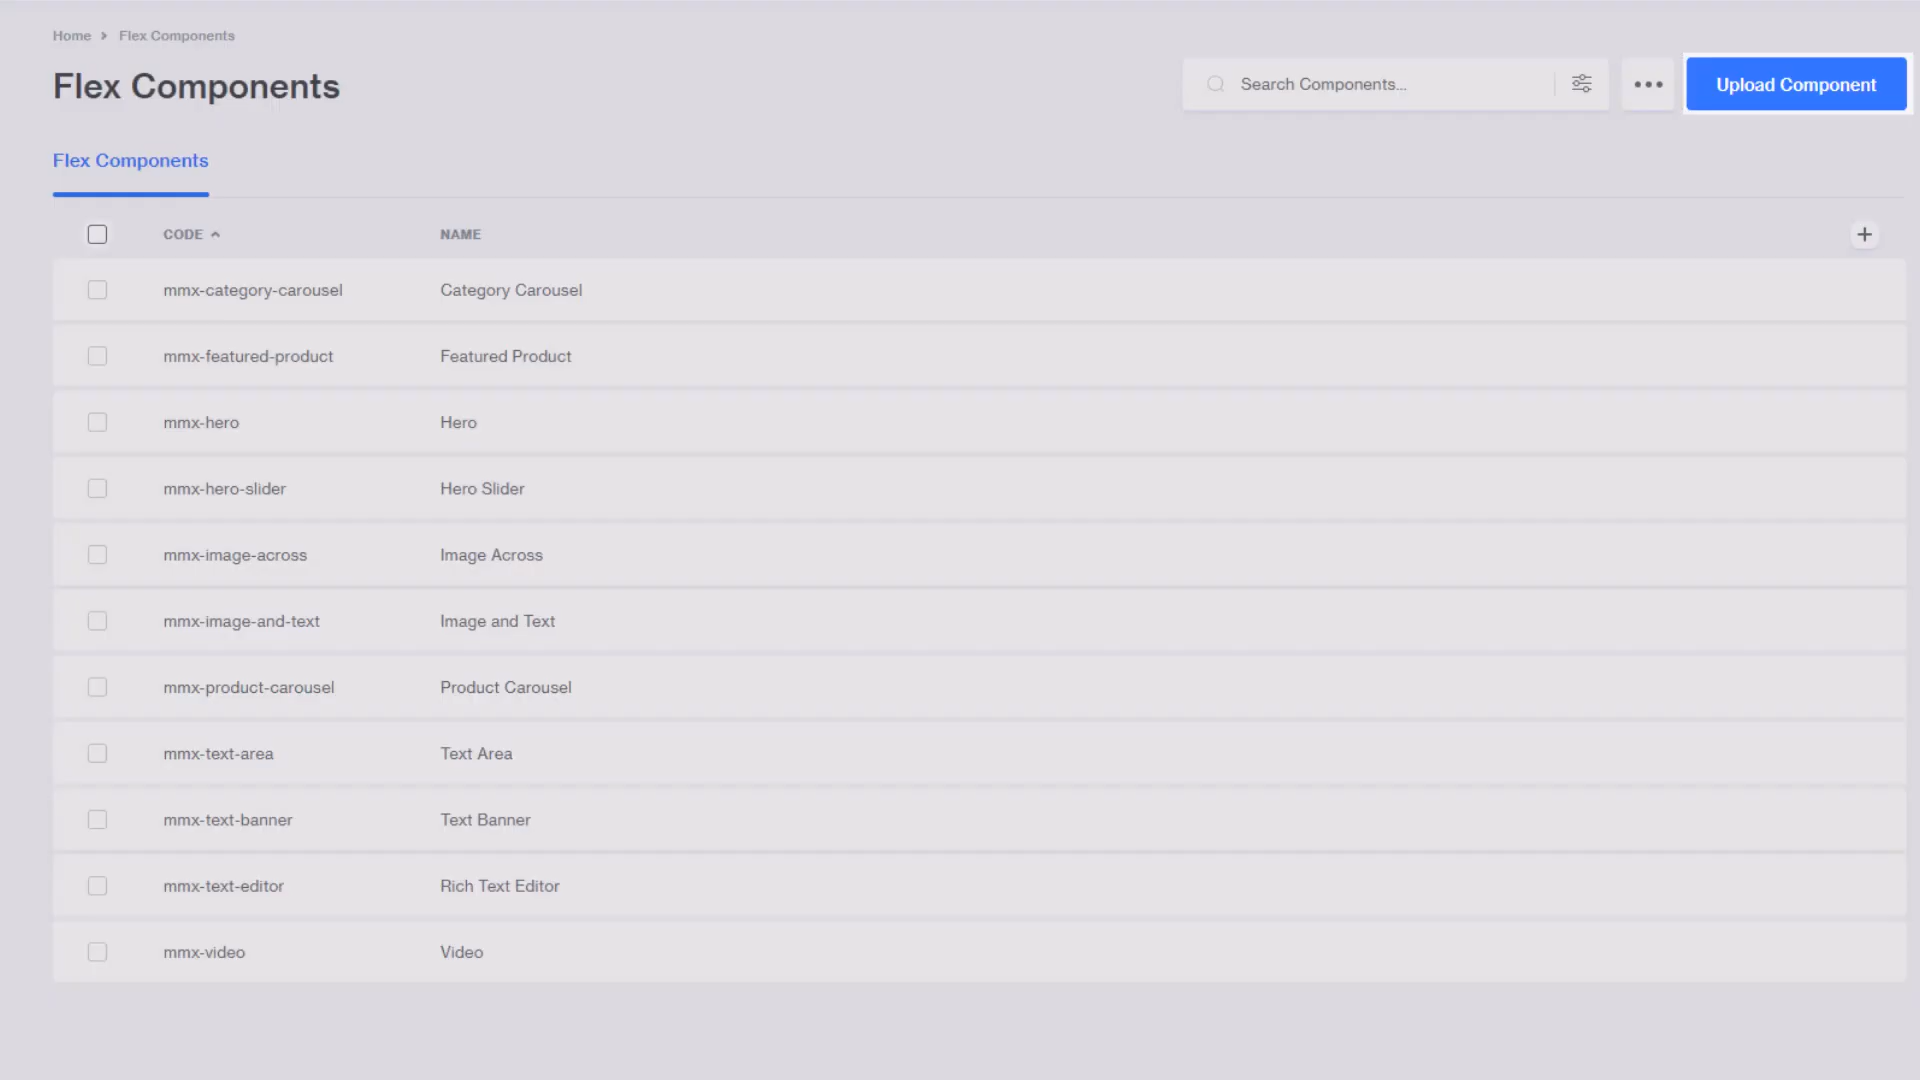 Home > Flex Components
Flex Components
Search Components...
Upload Component
Flex Components
CODE NAME
mmx-category-carousel Category Carousel
mmx-featured-product Featured Product
mmx-hero Hero
mmx-hero-slider Hero Slider
mmx-image-across Image Across
mmx-image-and-text Image and Text
mmx-product-carousel Product Carousel
mmx-text-area Text Area
mmx-text-banner Text Banner
mmx-text-editor Rich Text Editor
mmx-video Video